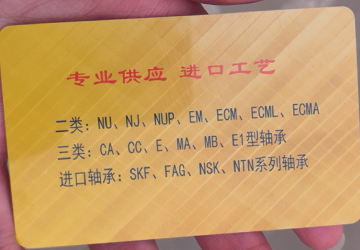 专业供应 进口工艺
二类：NU、NJ、NUP、EM、ECM、ECML、ECMA
三类：CA、CC、E、MA、MB、E1型轴承
进口轴承：SKF、FAG、NSK、NTN系列轴承